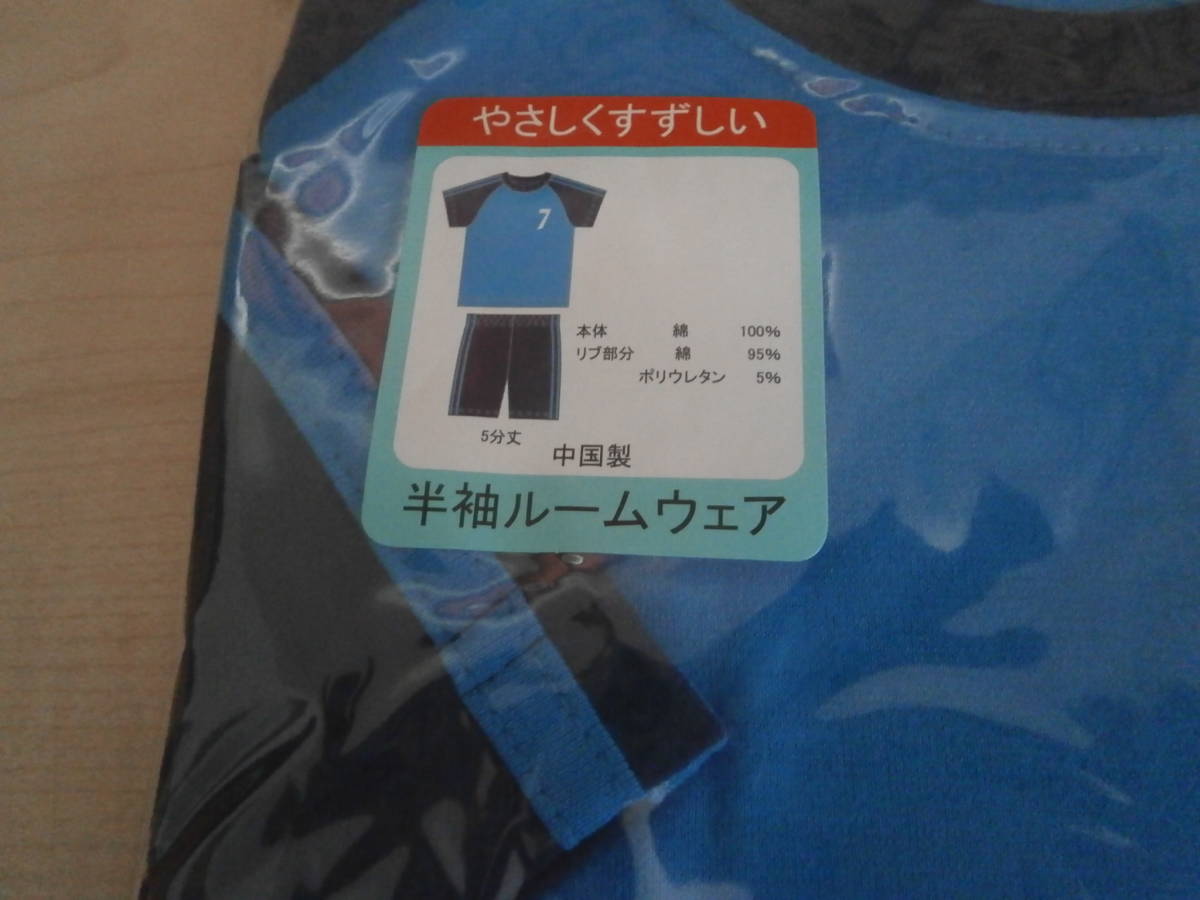 やさしくすずしい
7
本体 綿 100%
リブ部分 綿 95%
ポリウレタン 5%
5分丈
中国製
半袖ルームウェア